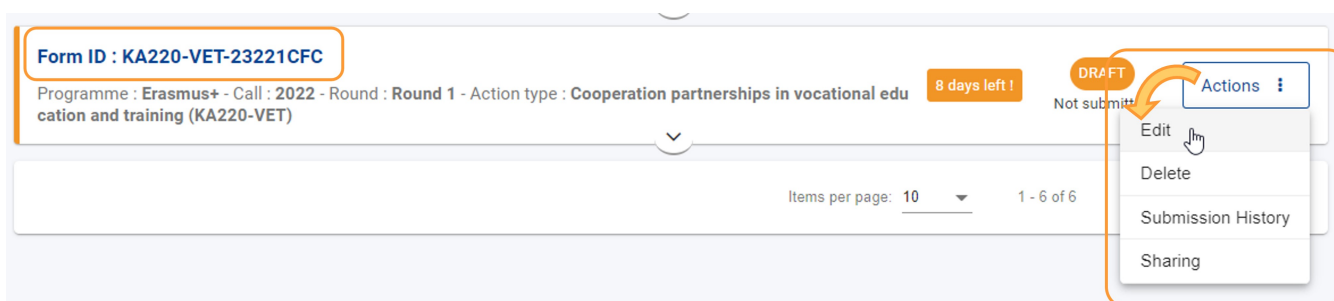 Form ID : KA220-VET-23221CFC
Programme : Erasmus+ - Call : 2022 - Round : Round 1 - Action type : Cooperation partnerships in vocational edu
cation and training (KA220-VET)
8 days left !
DRAFT
Not submitt
Actions
Edit
Delete
Submission History
Sharing
Items per page: 10
1 - 6 of 6